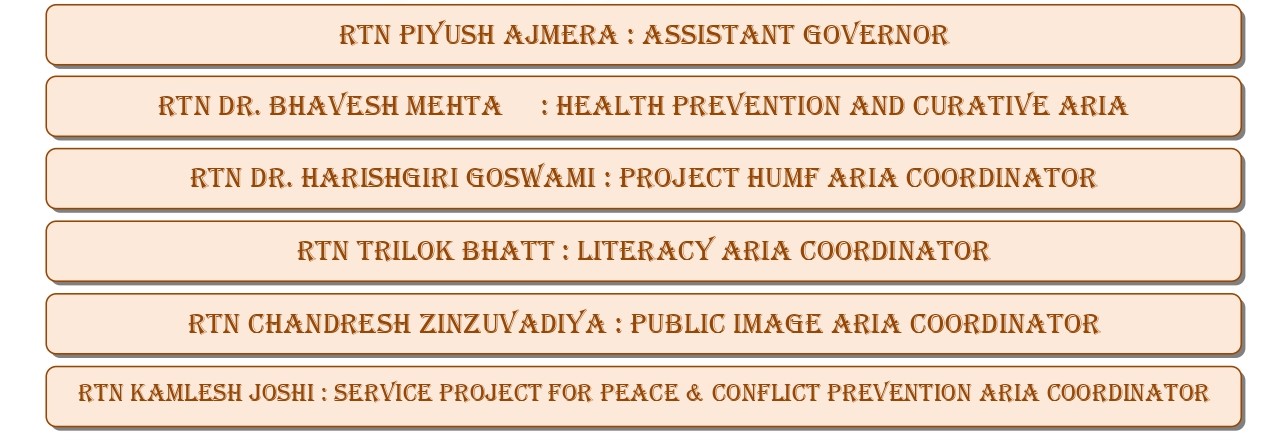 RTN PIYUSH AJMERA : ASSISTANT GOVERNOR
RTN DR. BHAVESH MEHTA : HEALTH PREVENTION AND CURATIVE ARIA
RTN DR. HARISHGIRI GOSWAMI : PROJECT HUMF ARIA COORDINATOR
RTN TRILOK BHATT : LITERACY ARIA COORDINATOR
RTN CHANDRESH ZINZUVADIYA : PUBLIC IMAGE ARIA COORDINATOR
RTN KAMLESH JOSHI : SERVICE PROJECT FOR PEACE & CONFLICT PREVENTION ARIA COORDINATOR